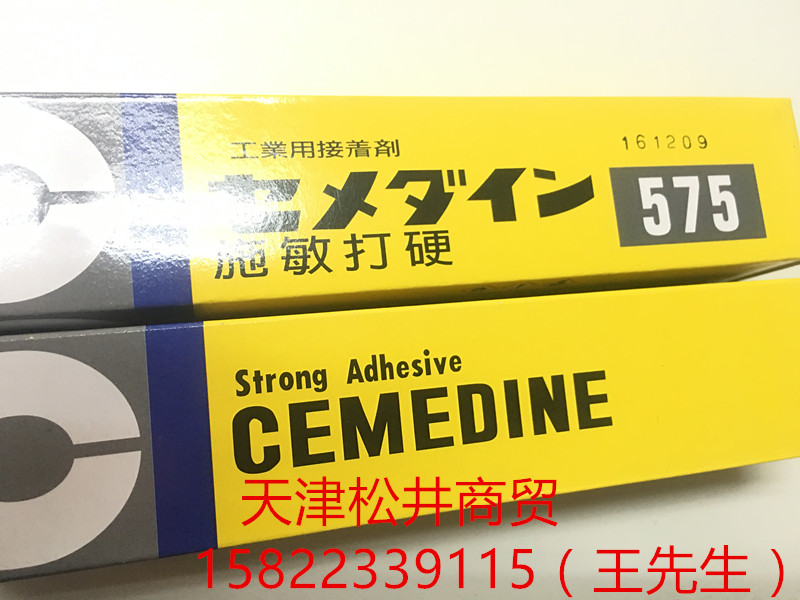 工業用接着剤
161209
セメダイン
575
施敏打硬
Strong Adhesive
CEMEDINE
天津松井商贸
15822339115（王先生）